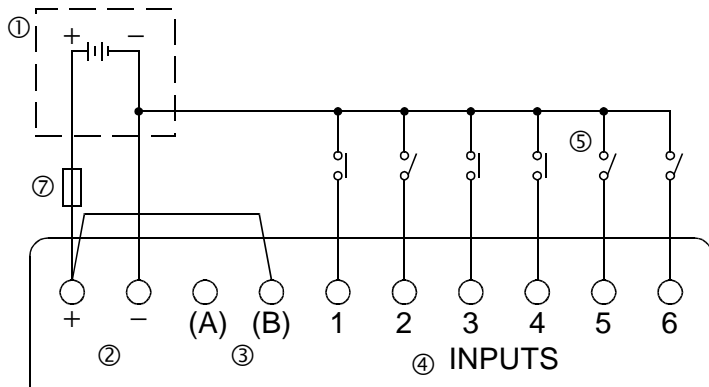 ① + −
⑤
⑦
+ − (A) (B) 1 2 3 4 5 6
② ③ ④ INPUTS